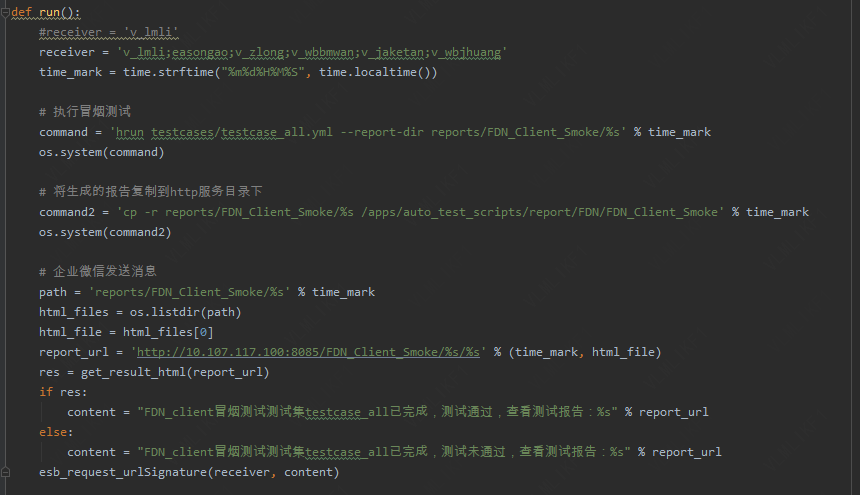 def run():
    #receiver = 'v_lmli'
    receiver = 'v_lmli;easongao;v_zlong;v_wbbmwan;v_jaketan;v_wbjhuang'
    time_mark = time.strftime("%m%d%H%M%S", time.localtime())
    # 执行冒烟测试
    command = 'hrun testcases/testcase_all.yml --report-dir reports/FDN_Client_Smoke/%s' % time_mark
    os.system(command)
    # 将生成的报告复制到http服务目录下
    command2 = 'cp -r reports/FDN_Client_Smoke/%s /apps/auto_test_scripts/report/FDN/FDN_Client_Smoke' % time_mark
    os.system(command2)
    # 企业微信发送消息
    path = 'reports/FDN_Client_Smoke/%s' % time_mark
    html_files = os.listdir(path)
    html_file = html_files[0]
    report_url = 'http://10.107.117.100:8085/FDN_Client_Smoke/%s/%s' % (time_mark, html_file)
    res = get_result_html(report_url)
    if res:
        content = "FDN_client冒烟测试测试集testcase_all已完成，测试通过，查看测试报告：%s" % report_url
    else:
        content = "FDN_client冒烟测试测试集testcase_all已完成，测试未通过，查看测试报告：%s" % report_url
    esb_request_urlSignature(receiver, content)